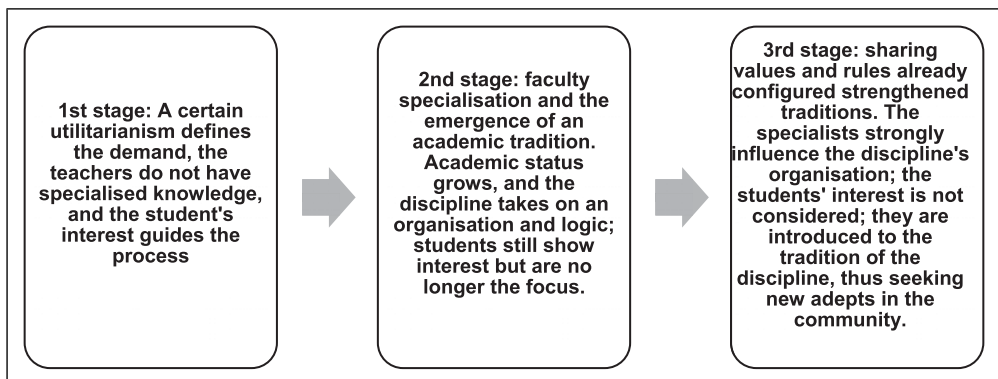 1st stage: A certain
utilitarianism defines
the demand, the
teachers do not have
specialised knowledge,
and the student's
interest guides the
process
2nd stage: faculty
specialisation and the
emergence of an
academic tradition.
Academic status
grows, and the
discipline takes on an
organisation and logic;
students still show
interest but are no
longer the focus.
3rd stage: sharing
values and rules already
configured strengthened
traditions. The
specialists strongly
influence the discipline's
organisation; the
students' interest is not
considered; they are
introduced to the
tradition of the
discipline, thus seeking
new adepts in the
community.